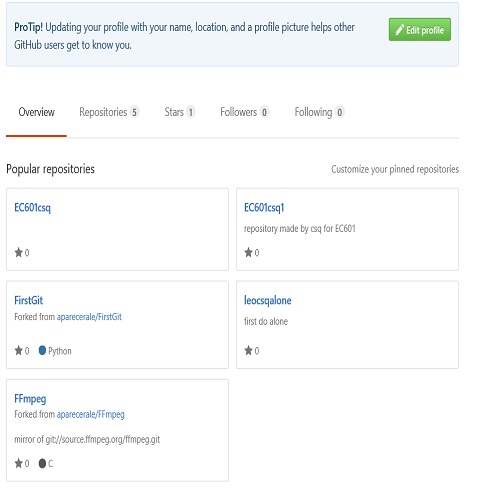 ProTip! Updating your profile with your name, location, and a profile picture helps other
GitHub users get to know you.
Edit profile
Overview Repositories 5 Stars 1 Followers 0 Following 0
Popular repositories Customize your pinned repositories
EC601csq
0
EC601csq1
repository made by csq for EC601
0
FirstGit
Forked from aparecerale/FirstGit
0 Python
leocsqalone
first do alone
0
FFmpeg
Forked from aparecerale/FFmpeg
mirror of git://source.ffmpeg.org/ffmpeg.git
0 C